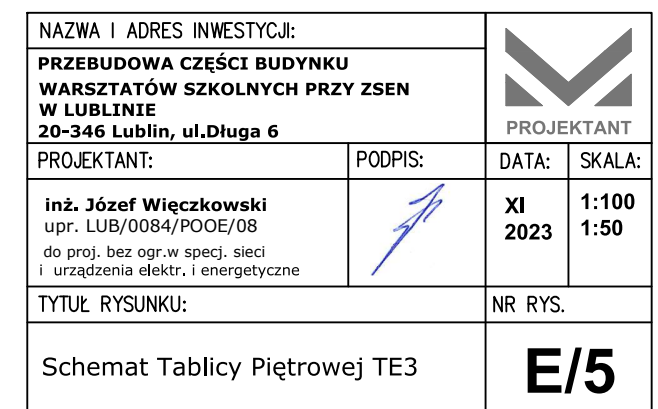 NAZWA I ADRES INWESTYCJI:
PRZEBUDOWA CZĘŚCI BUDYNKU
WARSZTATÓW SZKOLNYCH PRZY ZSEN
W LUBLINIE
20-346 Lublin, ul.Długa 6
PROJEKTANT
PROJEKTANT:
PODPIS:
DATA:
SKALA:
inż. Józef Więczkowski
upr. LUB/0084/POOE/08
do proj. bez ogr.w specj. sieci
i urządzenia elektr. i energetyczne
XI
2023
1:100
1:50
TYTUŁ RYSUNKU:
NR RYS.
Schemat Tablicy Piętrowej TE3
E/5